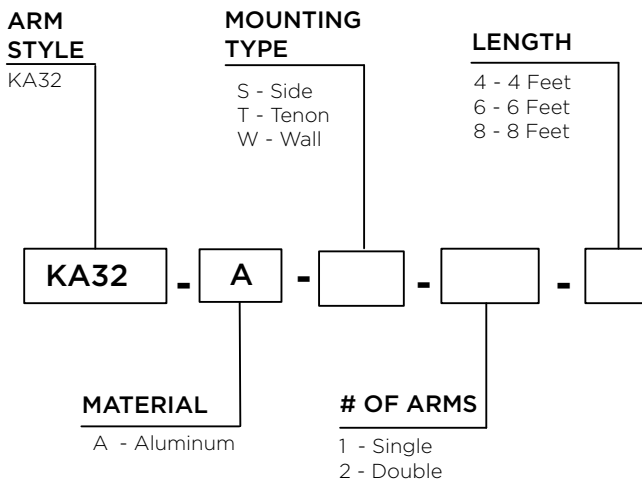 ARM
STYLE
KA32
MOUNTING
TYPE
S - Side
T - Tenon
W - Wall
LENGTH
4 - 4 Feet
6 - 6 Feet
8 - 8 Feet
KA32 - A - - -
MATERIAL
A - Aluminum
# OF ARMS
1 - Single
2 - Double